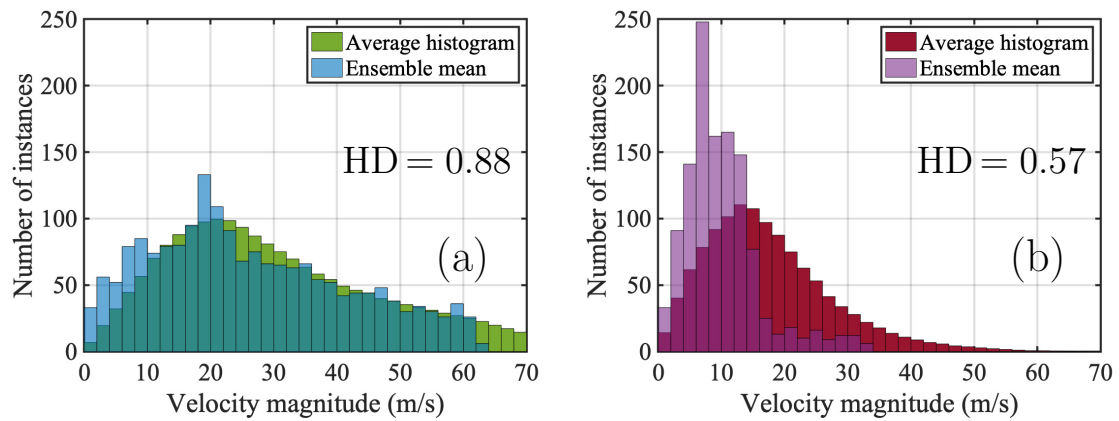 250
200
150
100
50
0
Number of instances
Average histogram
Ensemble mean
HD = 0.88
(a)
0 10 20 30 40 50 60 70
Velocity magnitude (m/s)
250
200
150
100
50
0
Number of instances
Average histogram
Ensemble mean
HD = 0.57
(b)
0 10 20 30 40 50 60 70
Velocity magnitude (m/s)